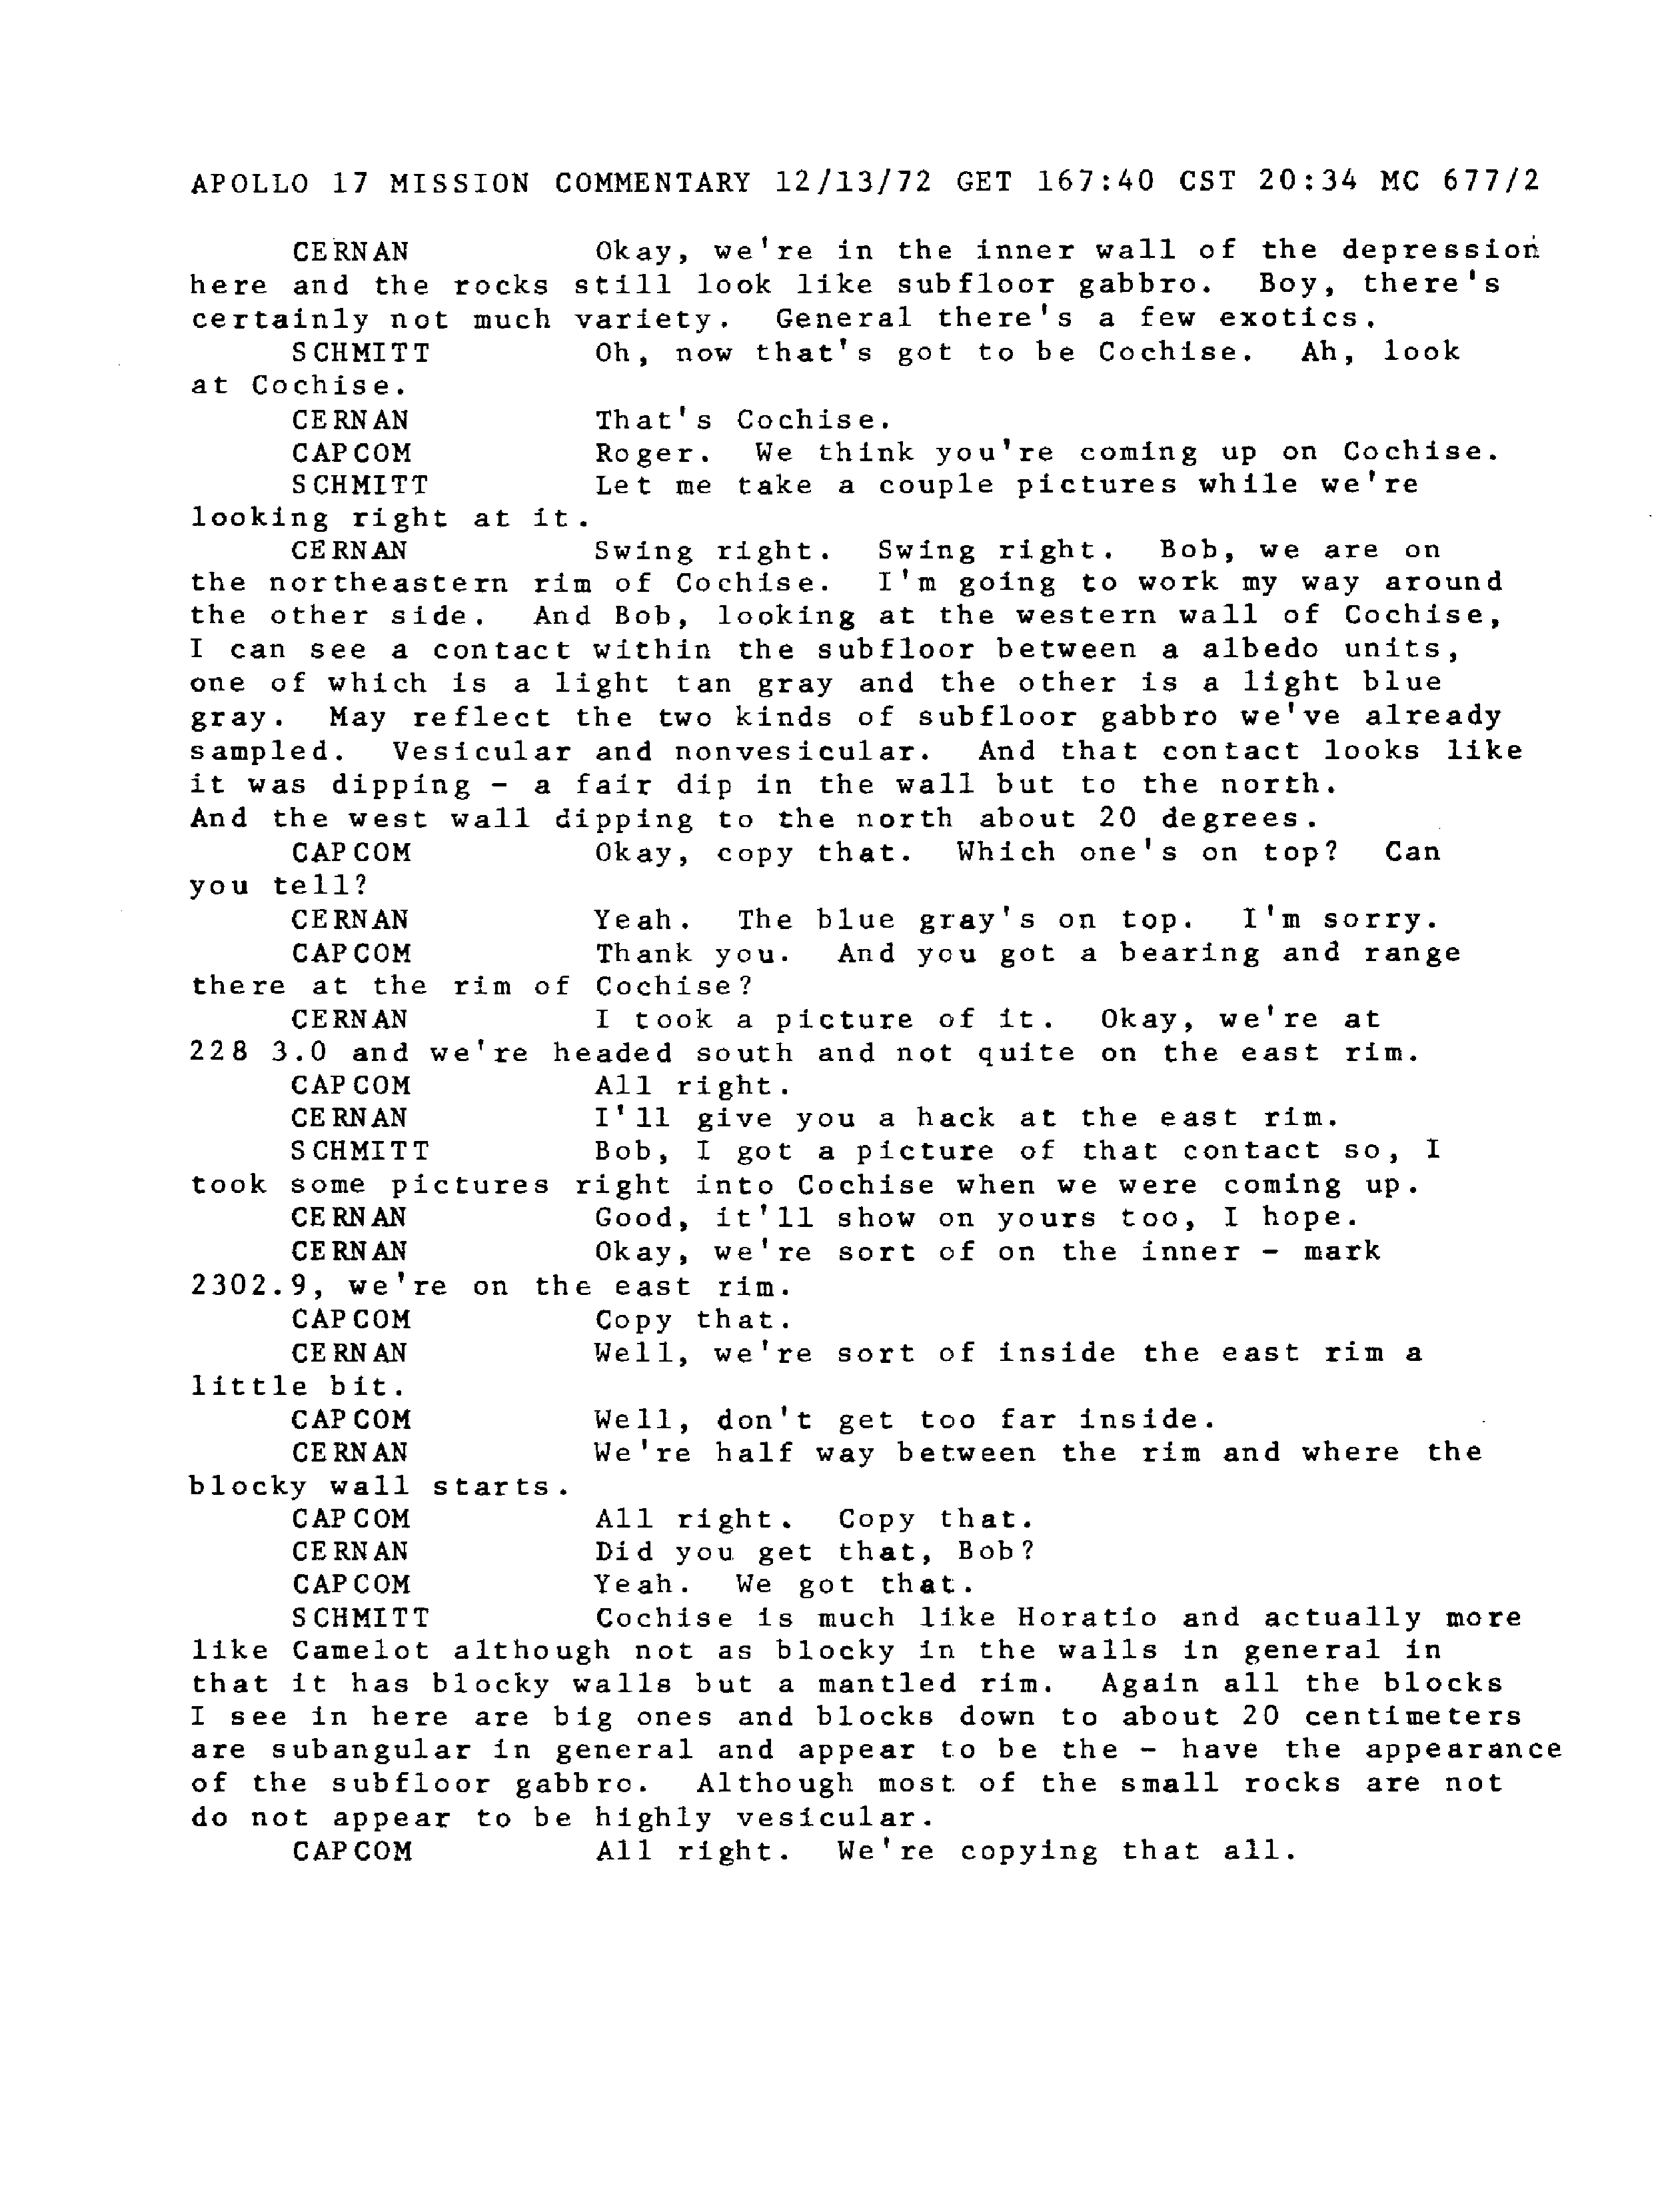 APOLLO 17 MISSION COMMENTARY 12/13/72 GET 167:40 CST 20:34 MC 677/2
CERNAN Okay, we're in the inner wall of the depression
here and the rocks still look like subfloor gabbro. Boy, there's
certainly not much variety. General there's a few exotics.
SCHMITT Oh, now that's got to be Cochise. Ah, look
at Cochise.
CERNAN That's Cochise.
CAPCOM Roger. We think you're coming up on Cochise.
SCHMITT Let me take a couple pictures while we're
looking right at it.
CERNAN Swing right. Swing right. Bob, we are on
the northeastern rim of Cochise. I'm going to work my way around
the other side. And Bob, looking at the western wall of Cochise,
I can see a contact within the subfloor between a albedo units,
one of which is a light tan gray and the other is a light blue
gray. May reflect the two kinds of subfloor gabbro we've already
sampled. Vesicular and nonvesicular. And that contact looks like
it was dipping - a fair dip in the wall but to the north.
And the west wall dipping to the north about 20 degrees.
CAPCOM Okay, copy that. Which one's on top? Can
you tell?
CERNAN Yeah. The blue gray's on top. I'm sorry.
CAPCOM Thank you. And you got a bearing and range
there at the rim of Cochise?
CERNAN I took a picture of it. Okay, we're at
228 3.0 and we're headed south and not quite on the east rim.
CAPCOM All right.
CERNAN I'll give you a hack at the east rim.
SCHMITT Bob, I got a picture of that contact so, I
took some pictures right into Cochise when we were coming up.
CERNAN Good, it'll show on yours too, I hope.
CERNAN Okay, we're sort of on the inner - mark
2302.9, we're on the east rim.
CAPCOM Copy that.
CERNAN Well, we're sort of inside the east rim a
little bit.
CAPCOM Well, don't get too far inside.
CERNAN We're half way between the rim and where the
blocky wall starts.
CAPCOM All right. Copy that.
CERNAN Did you get that, Bob?
CAPCOM Yeah. We got that.
SCHMITT Cochise is much like Horatio and actually more
like Camelot although not as blocky in the walls in general in
that it has blocky walls but a mantled rim. Again all the blocks
I see in here are big ones and blocks down to about 20 centimeters
are subangular in general and appear to be the - have the appearance
of the subfloor gabbro. Although most of the small rocks are not
do not appear to be highly vesicular.
CAPCOM All right. We're copying that all.